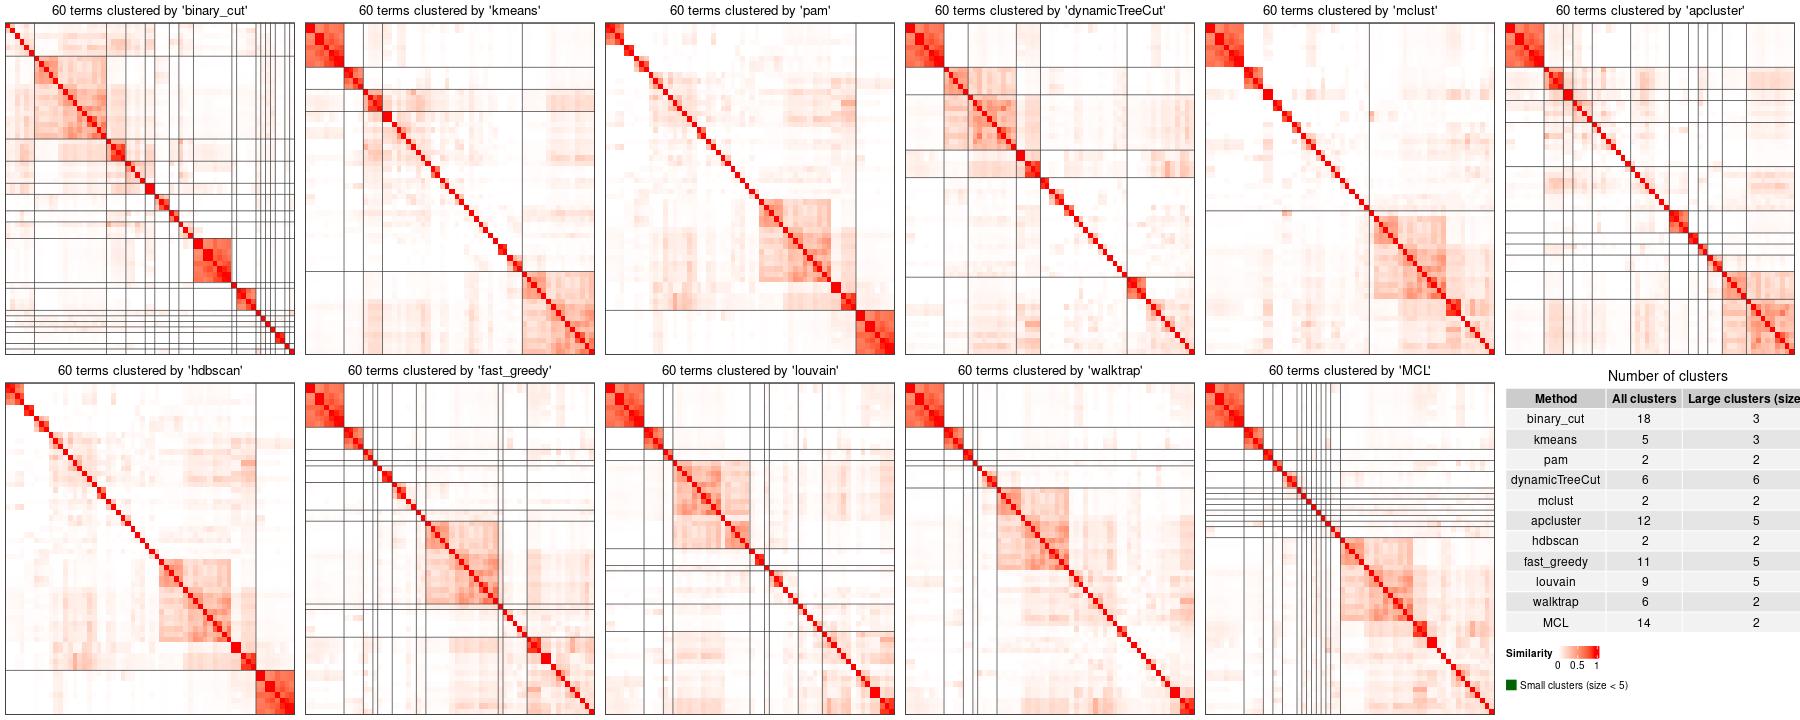 60 terms clustered by 'binary_cut'
60 terms clustered by 'kmeans'
60 terms clustered by 'pam'
60 terms clustered by 'dynamicTreeCut'
60 terms clustered by 'mclust'
60 terms clustered by 'apcluster'
60 terms clustered by 'hdbscan'
60 terms clustered by 'fast_greedy'
60 terms clustered by 'louvain'
60 terms clustered by 'walktrap'
60 terms clustered by 'MCL'
Number of clusters
Method All clusters Large clusters (size
binary_cut 18 3
kmeans 5 3
pam 2 2
dynamicTreeCut 6 6
mclust 2 2
apcluster 12 5
hdbscan 2 2
fast_greedy 11 5
louvain 9 5
walktrap 6 2
MCL 14 2
Similarity
0 0.5 1
Small clusters (size < 5)